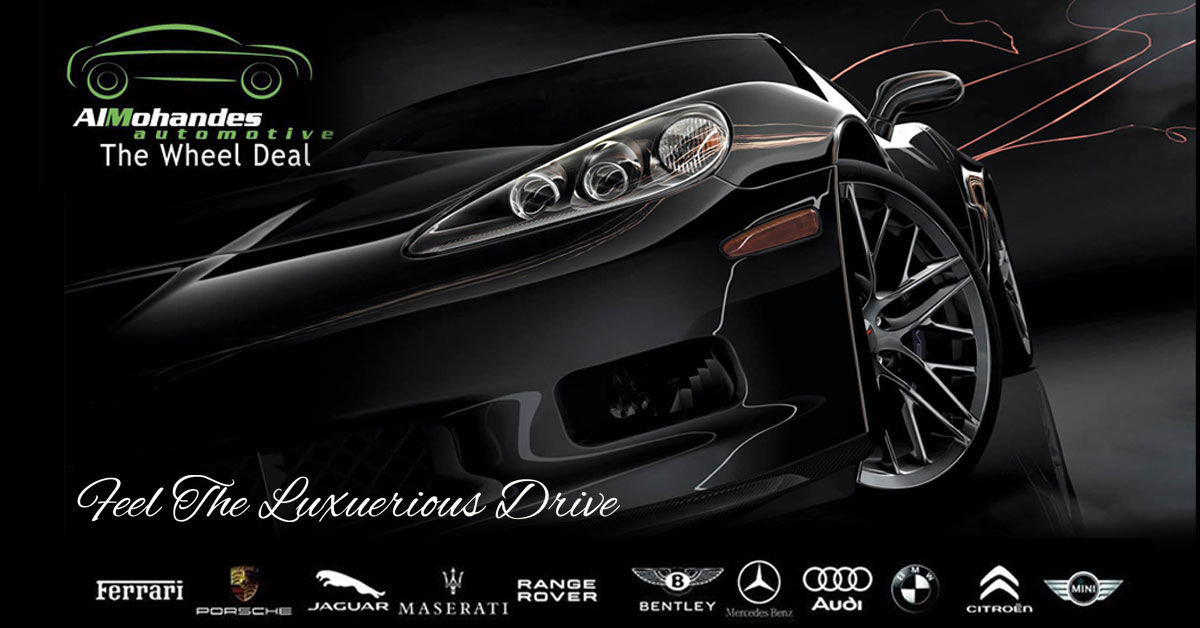 AlMohandes
automotive
The Wheel Deal
Feel The Luxuerious Drive
Ferrari
PORSCHE
JAGUAR
MASERATI
RANGE
ROVER
B
BENTLEY
Mercedes Benz
Audi
BMW
CITROËN
MINI